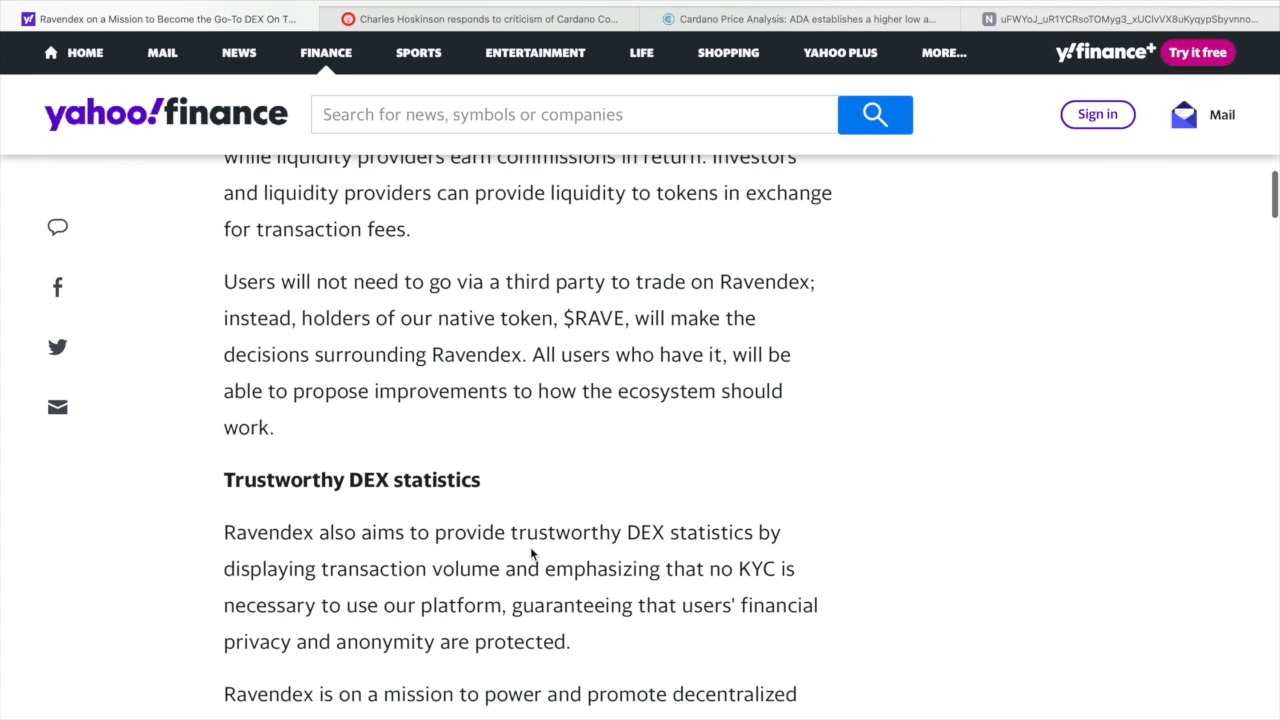 Ravendex on a Mission to Become the Go-To DEX On T...
Charles Hoskinson responds to criticism of Cardano Co...
Cardano Price Analysis: ADA establishes a higher low a...
N uFWYoJ_uR1YCRsoTOMyg3_xUClvVX8uKyqypSbyvnno...
HOME MAIL NEWS FINANCE SPORTS ENTERTAINMENT LIFE SHOPPING YAHOO PLUS MORE... y!finance+ Try it free
yahoo!finance Search for news, symbols or companies Sign in Mail
while liquidity providers earn commissions in return. Investors
and liquidity providers can provide liquidity to tokens in exchange
for transaction fees.
Users will not need to go via a third party to trade on Ravendex;
instead, holders of our native token, $RAVE, will make the
decisions surrounding Ravendex. All users who have it, will be
able to propose improvements to how the ecosystem should
work.
Trustworthy DEX statistics
Ravendex also aims to provide trustworthy DEX statistics by
displaying transaction volume and emphasizing that no KYC is
necessary to use our platform, guaranteeing that users' financial
privacy and anonymity are protected.
Ravendex is on a mission to power and promote decentralized